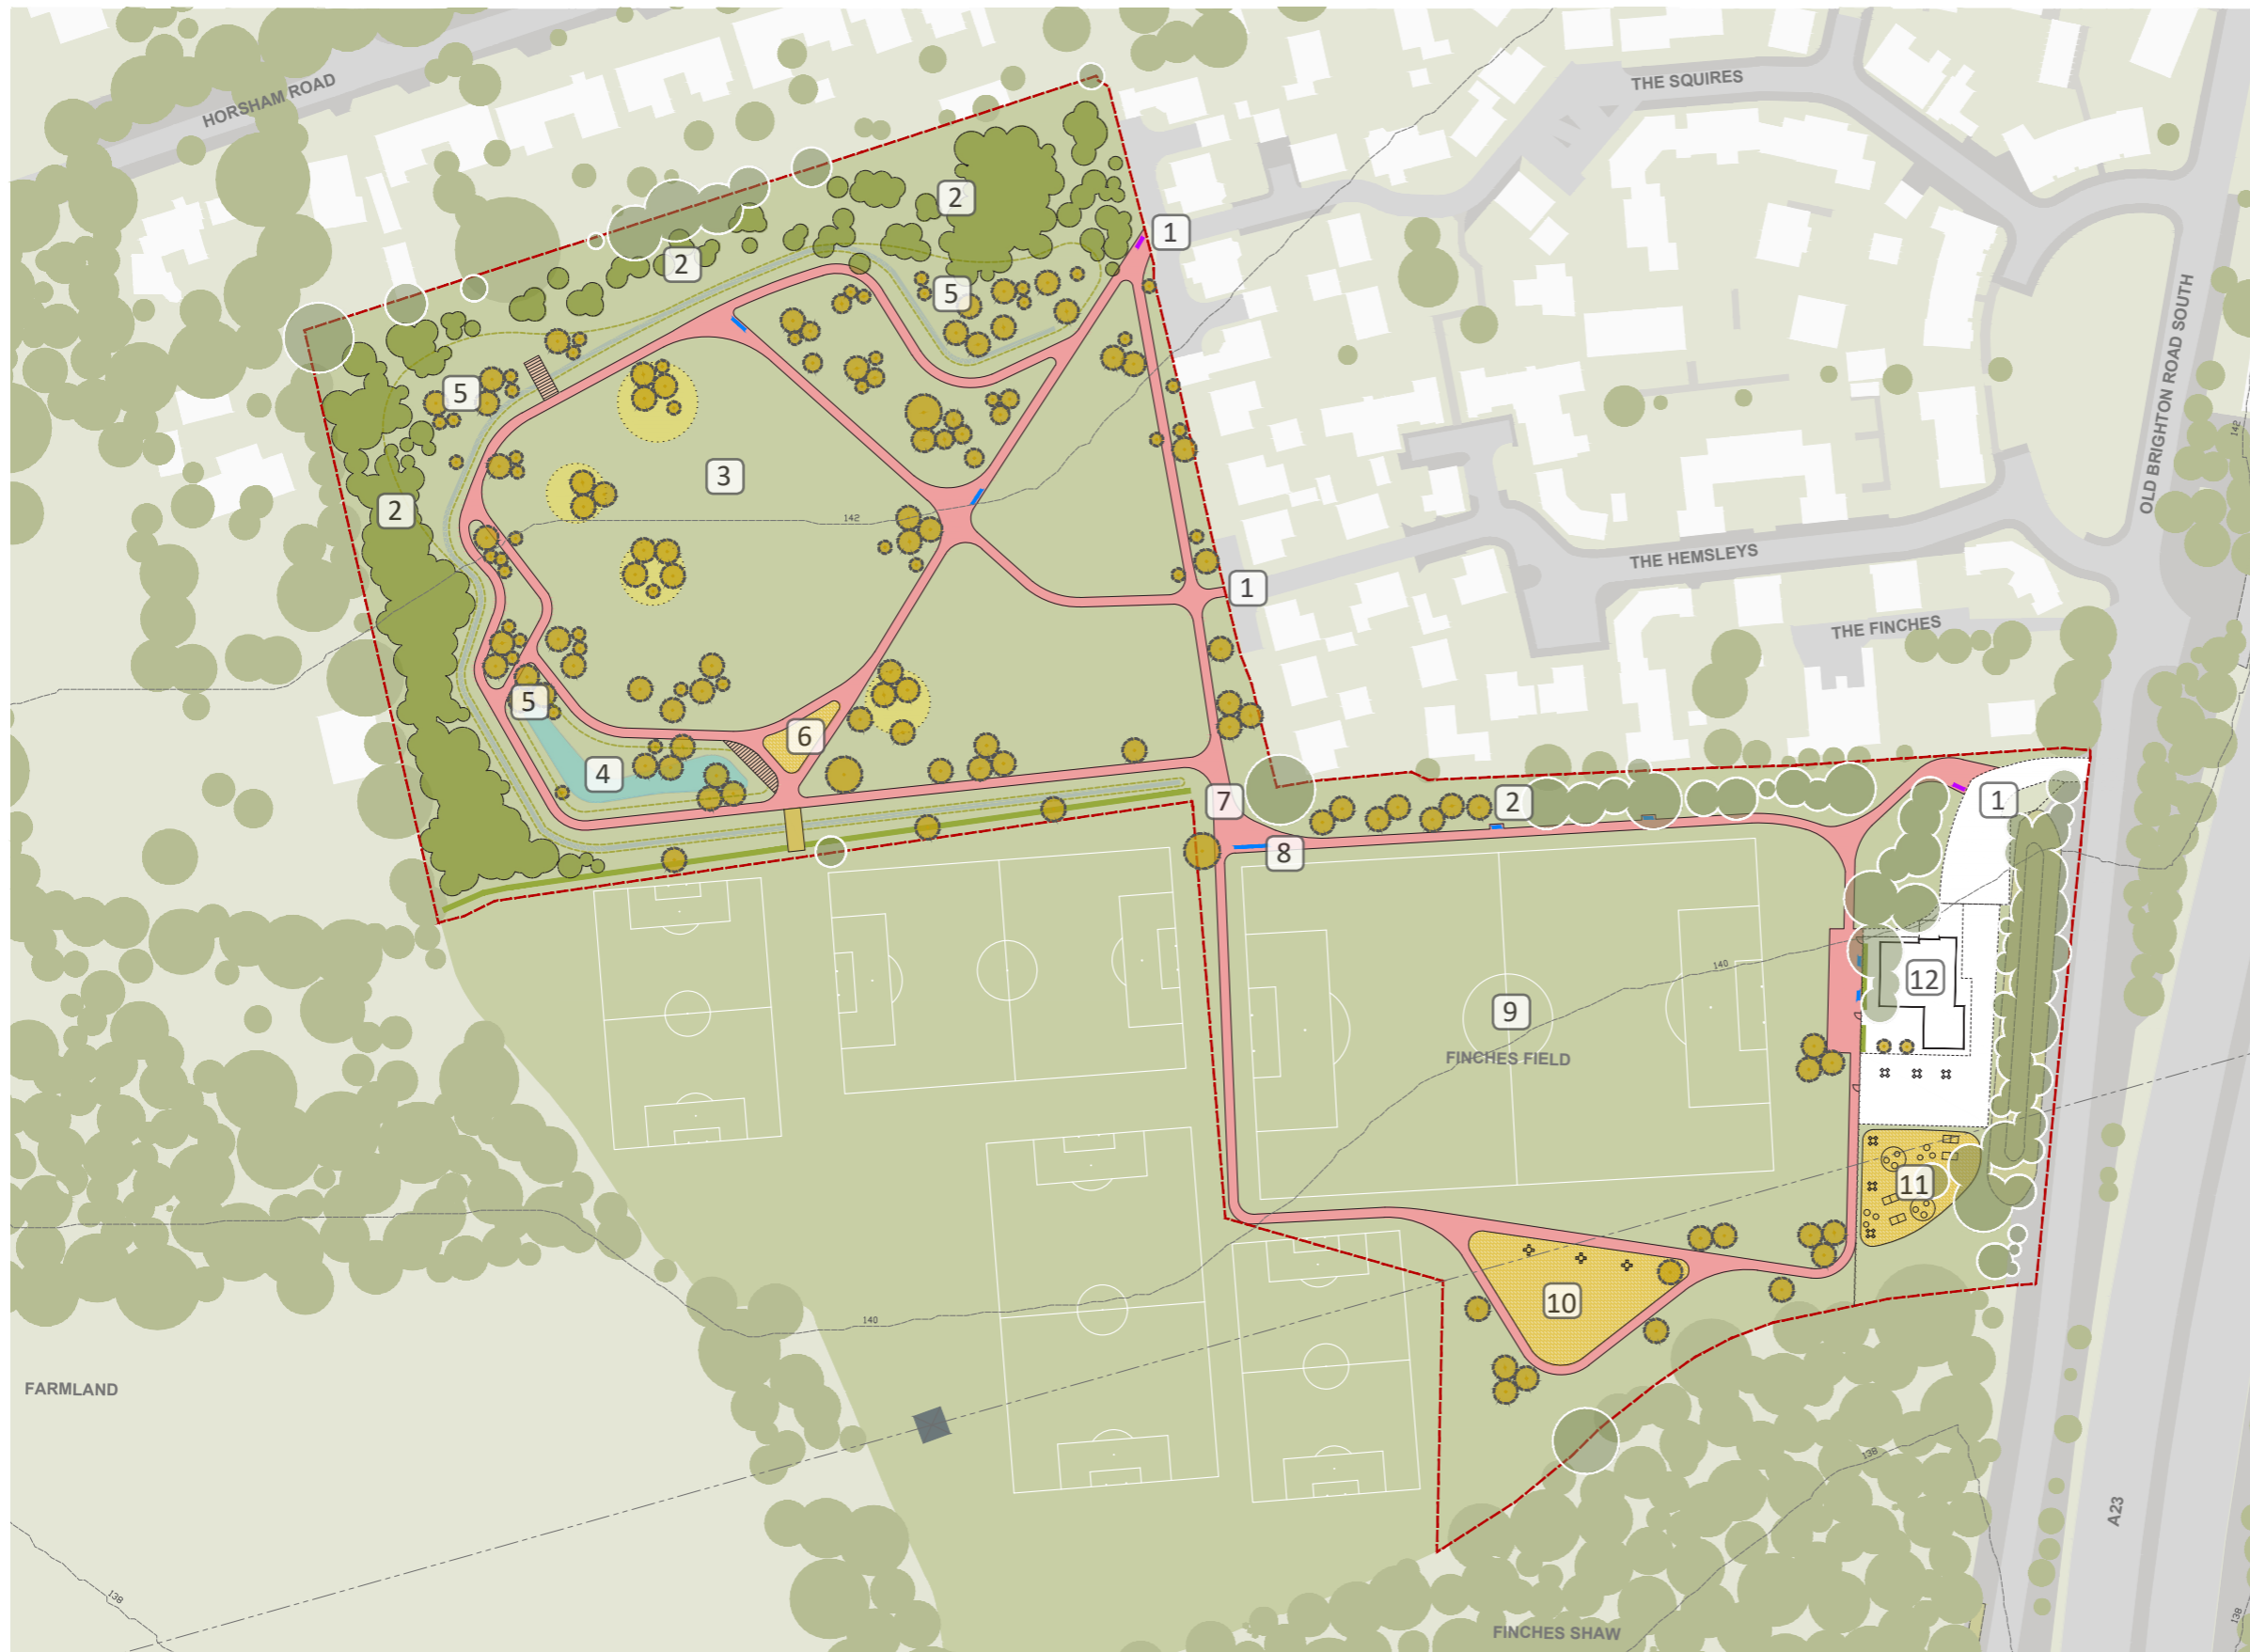 HORSHAM ROAD
THE SQUIRES
2
1
2
5
OLD BRIGHTON ROAD SOUTH
5
142
3
2
142
THE HEMSLEYS
1
THE FINCHES
5
6
4
7
2
1
8
140
12
9
FINCHES FIELD
11
10
140
FARMLAND
138
A23
138
138
FINCHES SHAW